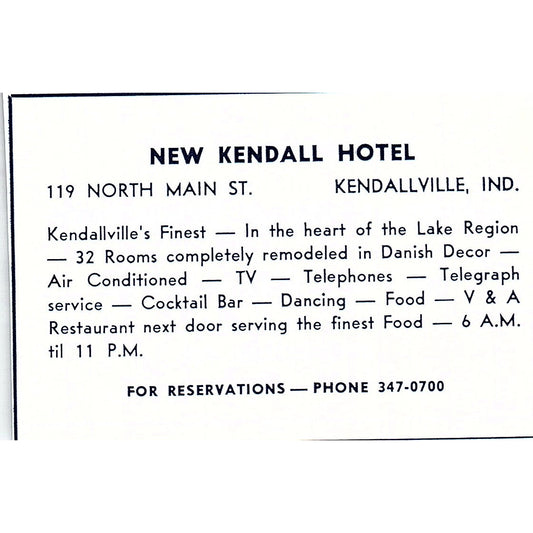 NEW KENDALL HOTEL
119 NORTH MAIN ST. KENDALLVILLE, IND.
Kendallville's Finest — In the heart of the Lake Region
— 32 Rooms completely remodeled in Danish Decor —
Air Conditioned — TV — Telephones — Telegraph
service — Cocktail Bar — Dancing — Food — V & A
Restaurant next door serving the finest Food — 6 A.M.
til 11 P.M.
FOR RESERVATIONS — PHONE 347-0700